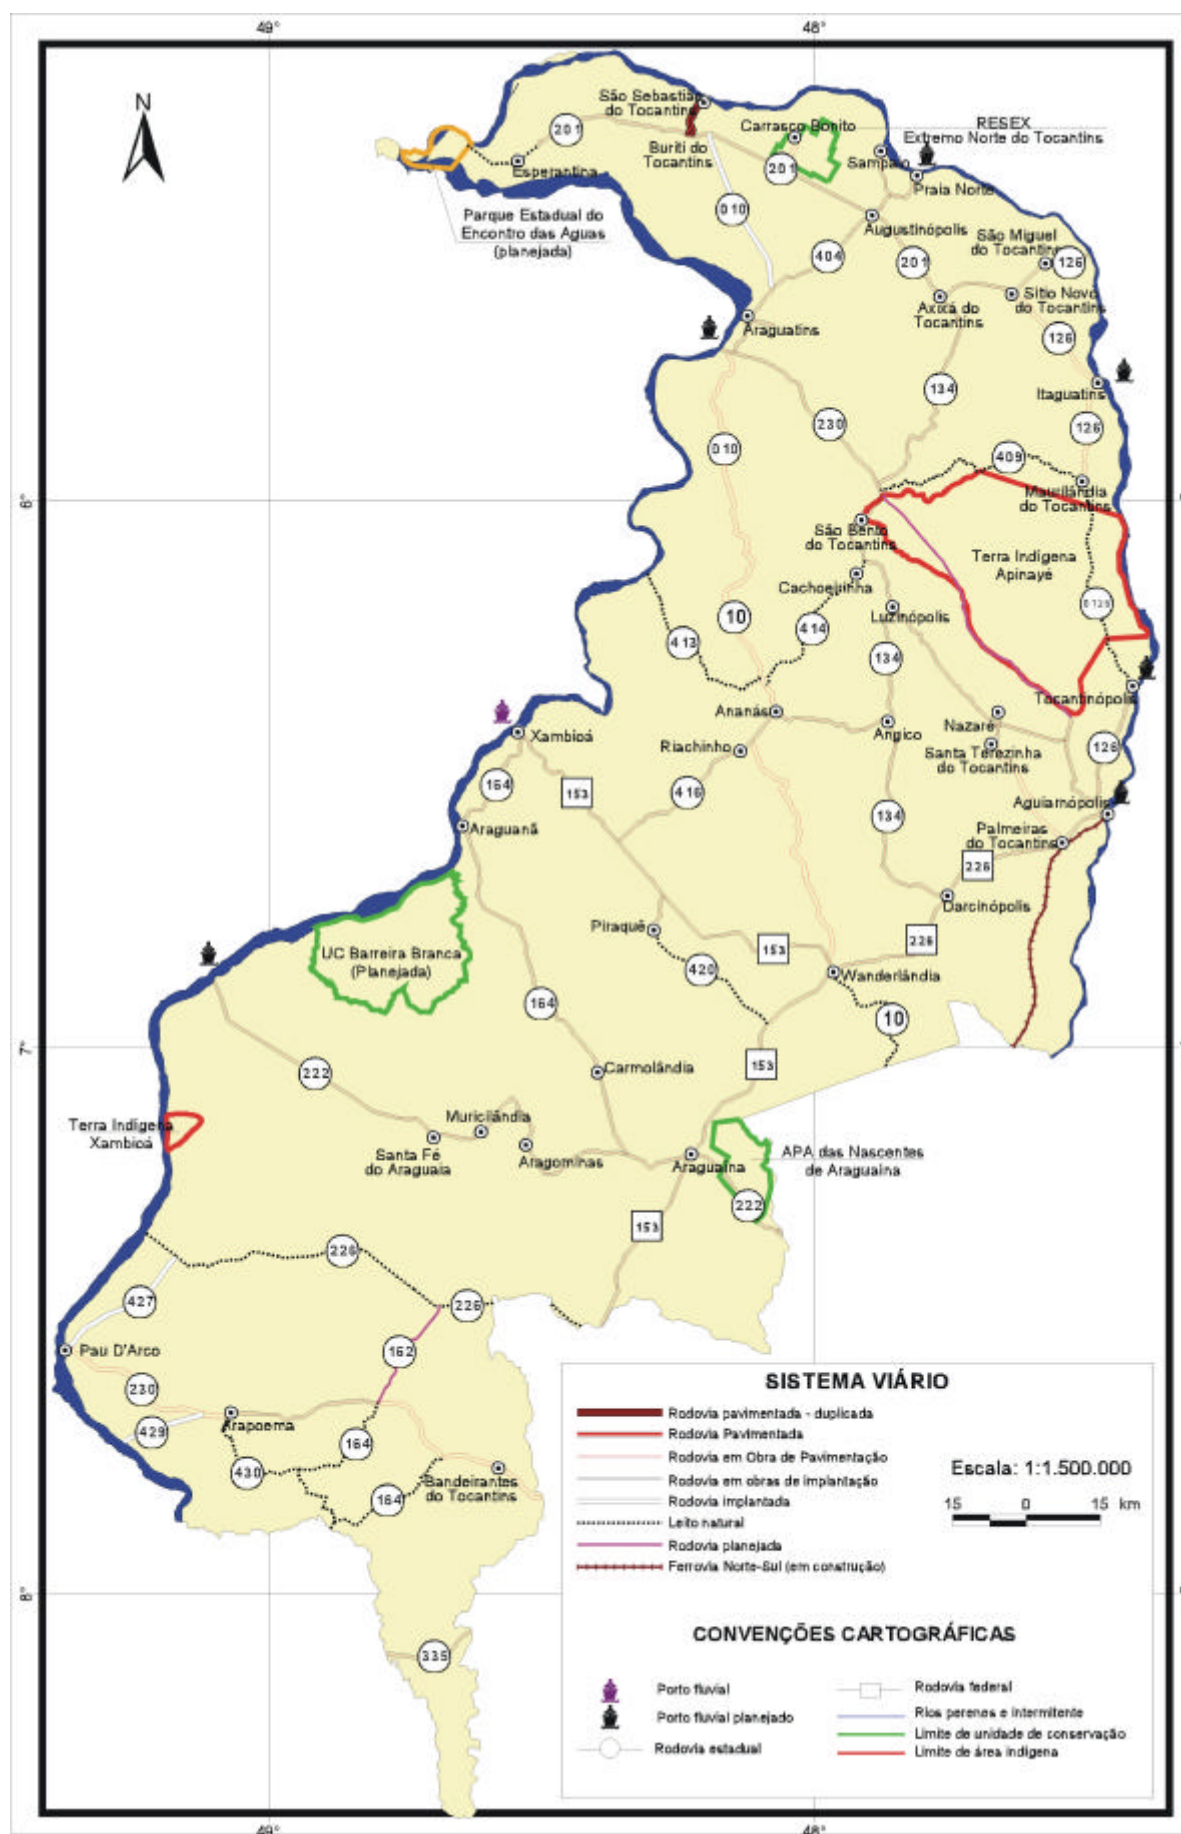 49°
48°
N
São Sebastião
do Tocantins
Carrasco Bonito
RESEX
Extremo Norte do Tocantins
201
Buriti do
Tocantins
Sampaio
Esperantina
201
Praia Norte
010
Parque Estadual do
Encontro das Aguas
(planejada)
Augustinópolis
São Miguel
do Tocantins
404
201
126
Axixá do
Tocantins
Sítio Novo
do Tocantins
Araguatins
126
134
Itaguatins
230
126
010
409
6°
Maurilândia
do Tocantins
São Bento
do Tocantins
Terra Indígena
Apinayé
Cachoeirinha
Luzinópolis
10
414
413
134
Tocantinópolis
Ananás
Nazaré
Xambioá
Riachinho
Angico
Santa Terezinha
do Tocantins
126
164
153
416
Aguiarnópolis
Araguanã
134
Palmeiras
do Tocantins
226
Darcinópolis
Piraquê
226
UC Barreira Branca
(Planejada)
153
420
Wanderlândia
164
10
7°
153
222
Carmolândia
Terra Indígena
Xambioá
Muricilândia
Santa Fé
do Araguaia
Aragominas
Araguaína
APA das Nascentes
de Araguaina
222
153
226
427
226
Pau D'Arco
162
230
SISTEMA VIÁRIO
Rodovia pavimentada - duplicada
Arapoema
429
Rodovia Pavimentada
164
Rodovia em Obra de Pavimentação
430
Bandeirantes
do Tocantins
Rodovia em obras de Implantação
164
Rodovia implantada
Leito natural
Rodovia planejada
Ferrovia Norte-Sul (em construção)
Escala: 1:1.500.000
15 0 15 km
8°
CONVENÇÕES CARTOGRÁFICAS
335
Porto fluvial
Porto fluvial planejado
Rodovia estadual
Rodovia federal
Rios perenes e intermitente
Limite de unidade de conservação
Limite de área indígena
49°
48°